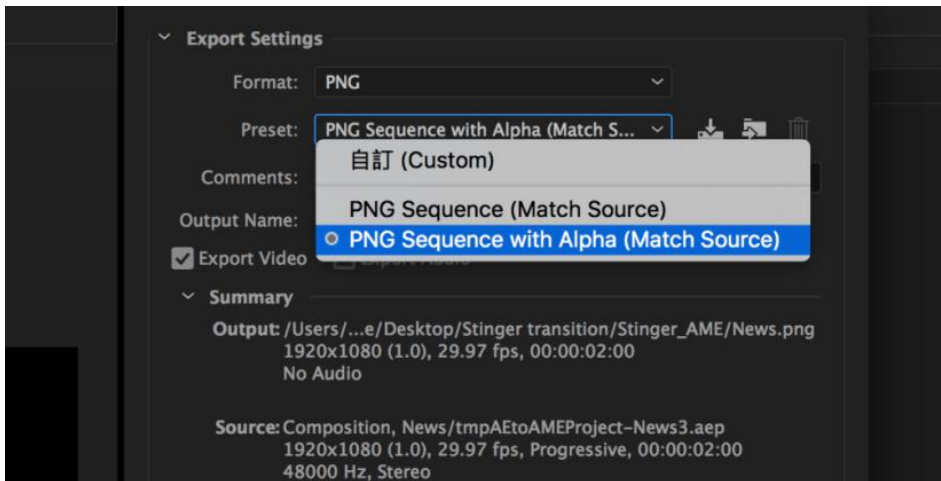 Export Settings
Format: PNG
Preset: PNG Sequence with Alpha (Match S...
自訂 (Custom)
Comments:
PNG Sequence (Match Source)
Output Name:
PNG Sequence with Alpha (Match Source)
Export Video Export Audio
Summary
Output: /Users/...e/Desktop/Stinger transition/Stinger_AME/News.png
1920x1080 (1.0), 29.97 fps, 00:00:02:00
No Audio
Source: Composition, News/tmpAEtoAMEProject-News3.aep
1920x1080 (1.0), 29.97 fps, Progressive, 00:00:02:00
48000 Hz, Stereo